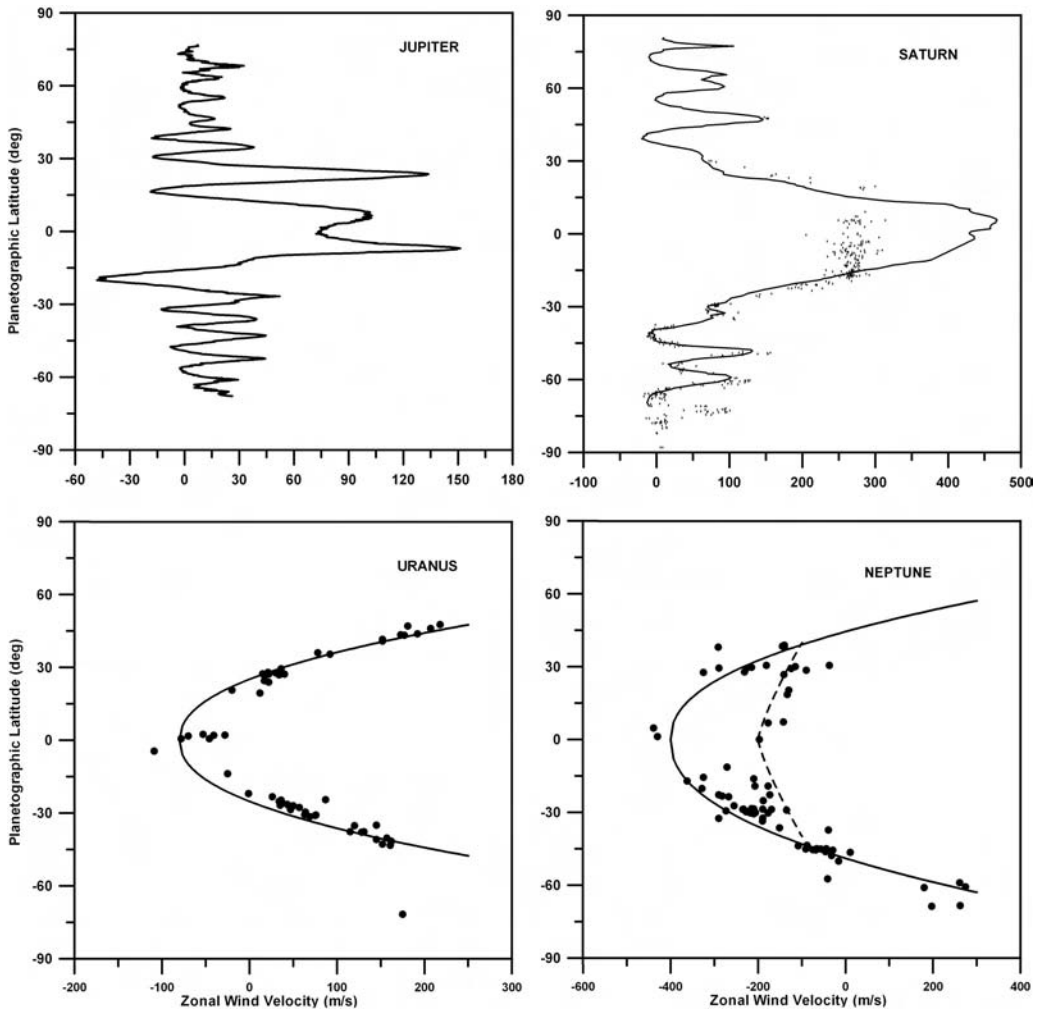 90
JUPITER
60
30
0
-30
-60
-90
Planetographic Latitude (deg)
-60 -30 0 30 60 90 120 150 180
90
SATURN
60
30
0
-30
-60
-90
-100 0 100 200 300 400 500
90
URANUS
60
30
0
-30
-60
-90
Planetographic Latitude (deg)
-200 -100 0 100 200 300
Zonal Wind Velocity (m/s)
90
NEPTUNE
60
30
0
-30
-60
-90
-600 -400 -200 0 200 400
Zonal Wind Velocity (m/s)